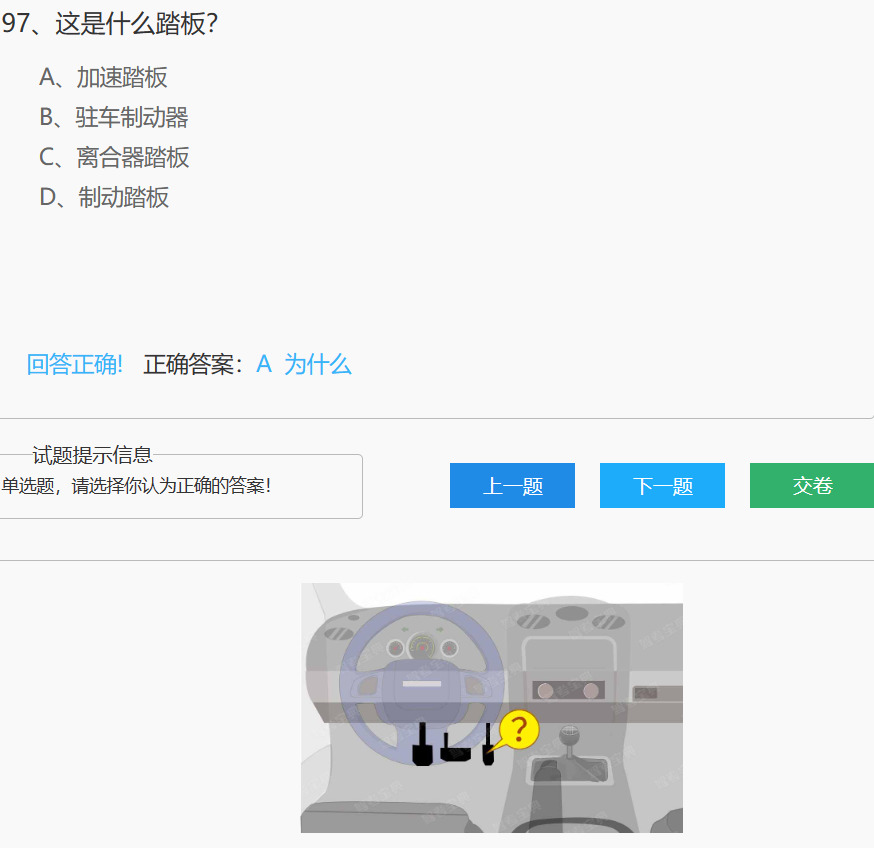 97、这是什么踏板？
A、加速踏板
B、驻车制动器
C、离合器踏板
D、制动踏板
回答正确! 正确答案：A 为什么
试题提示信息
单选题，请选择你认为正确的答案！
上一题 下一题 交卷
?